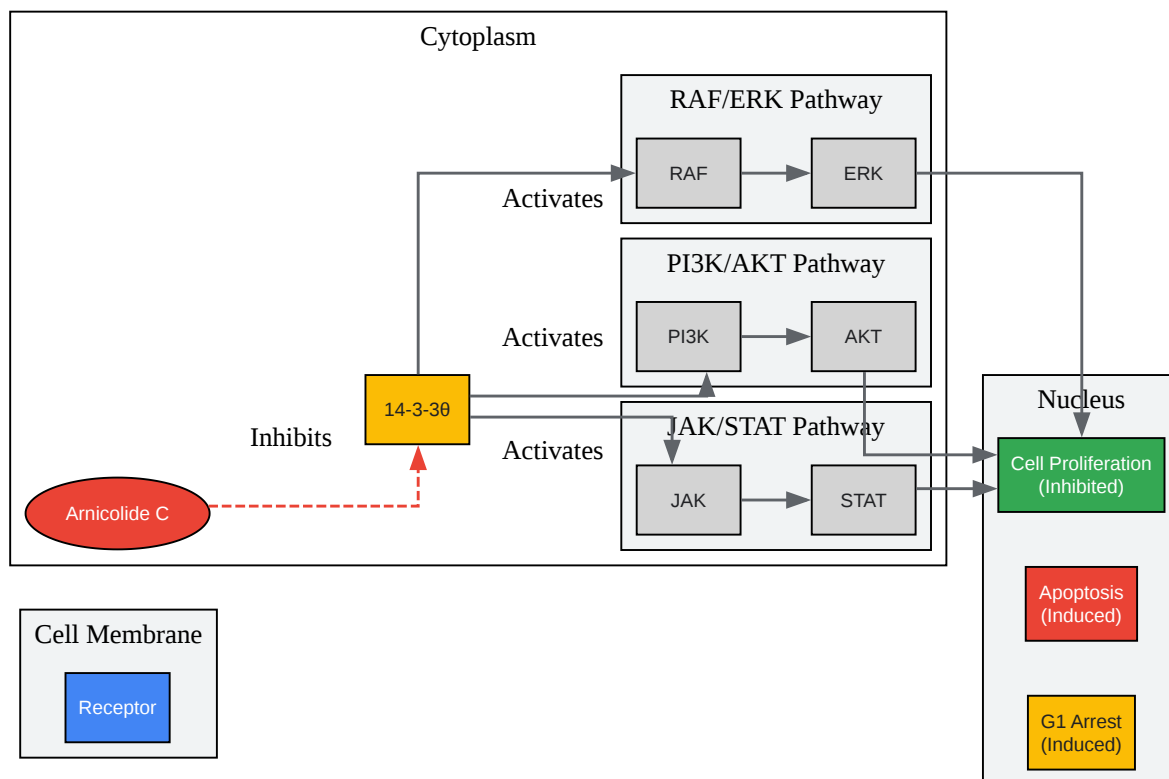 Cytoplasm
RAF/ERK Pathway
RAF
ERK
Activates
PI3K/AKT Pathway
PI3K
AKT
Activates
14-3-3θ
Inhibits
JAK/STAT Pathway
Activates
JAK
STAT
Arnicolide C
Nucleus
Cell Proliferation
(Inhibited)
Apoptosis
(Induced)
G1 Arrest
(Induced)
Cell Membrane
Receptor